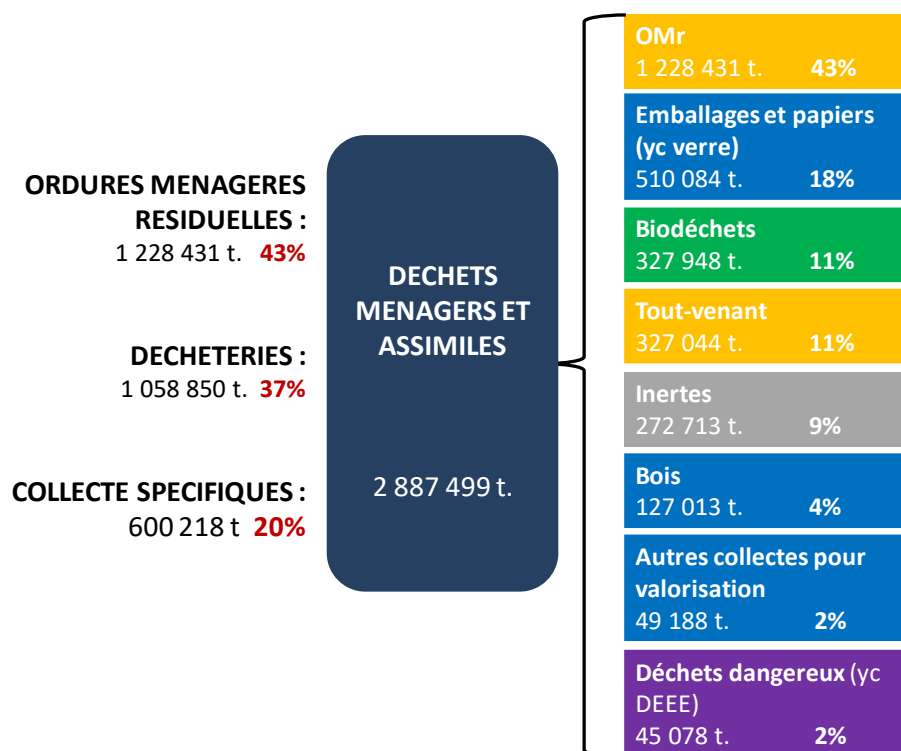 ORDURES MENAGERES
RESIDUELLES :
1 228 431 t. 43%
DECHETERIES :
1 058 850 t. 37%
COLLECTE SPECIFIQUES :
600 218 t 20%
DECHETS
MENAGERS ET
ASSIMILES
2 887 499 t.
OMr
1 228 431 t. 43%
Emballages et papiers
(yc verre)
510 084 t. 18%
Biodéchets
327 948 t. 11%
Tout-venant
327 044 t. 11%
Inertes
272 713 t. 9%
Bois
127 013 t. 4%
Autres collectes pour
valorisation
49 188 t. 2%
Déchets dangereux (yc
DEEE)
45 078 t. 2%